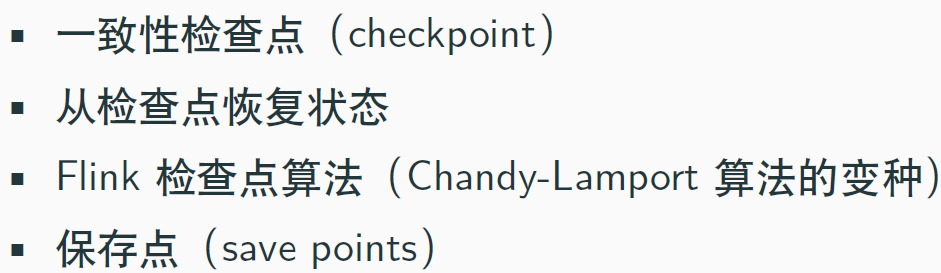 ▪ 一致性检查点（checkpoint）
▪ 从检查点恢复状态
▪ Flink 检查点算法（Chandy-Lamport 算法的变种）
▪ 保存点（save points）